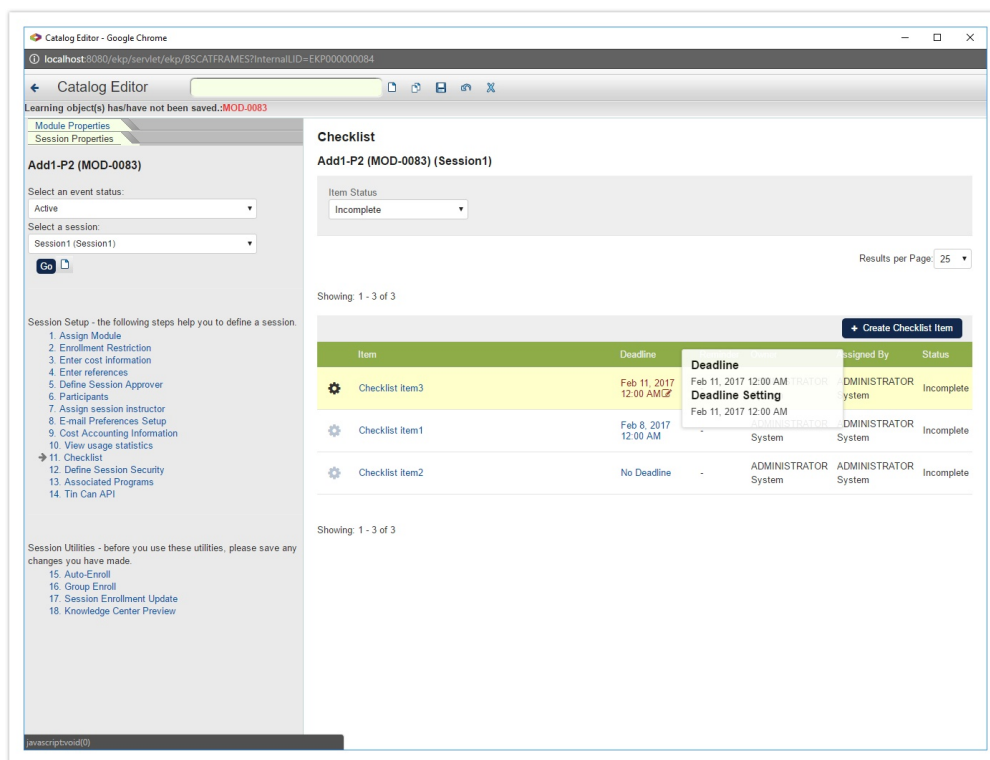 Catalog Editor - Google Chrome
localhost:8080/ekp/servlet/ekp/BSCATFRAMES?InternalLID=EKP000000084
Catalog Editor
Learning object(s) has/have not been saved.:MOD-0083
Module Properties
Session Properties
Add1-P2 (MOD-0083)
Select an event status:
Active
Select a session:
Session1 (Session1)
Go
Session Setup - the following steps help you to define a session.
1. Assign Module
2. Enrollment Restriction
3. Enter cost information
4. Enter references
5. Define Session Approver
6. Participants
7. Assign session instructor
8. E-mail Preferences Setup
9. Cost Accounting Information
10. View usage statistics
11. Checklist
12. Define Session Security
13. Associated Programs
14. Tin Can API
Session Utilities - before you use these utilities, please save any
changes you have made.
15. Auto-Enroll
16. Group Enroll
17. Session Enrollment Update
18. Knowledge Center Preview
javascript:void(0)
Checklist
Add1-P2 (MOD-0083) (Session1)
Item Status
Incomplete
Results per Page: 25
Showing: 1 - 3 of 3
+ Create Checklist Item
Item Deadline Assigned By Status
Checklist item3 Feb 11, 2017 ADMINISTRATOR Incomplete
12:00 AM System
Deadline
Feb 11, 2017 12:00 AM
Deadline Setting
Feb 11, 2017 12:00 AM
Checklist item1 Feb 8, 2017 - ADMINISTRATOR ADMINISTRATOR Incomplete
12:00 AM System System
Checklist item2 No Deadline - ADMINISTRATOR ADMINISTRATOR Incomplete
System System
Showing: 1 - 3 of 3